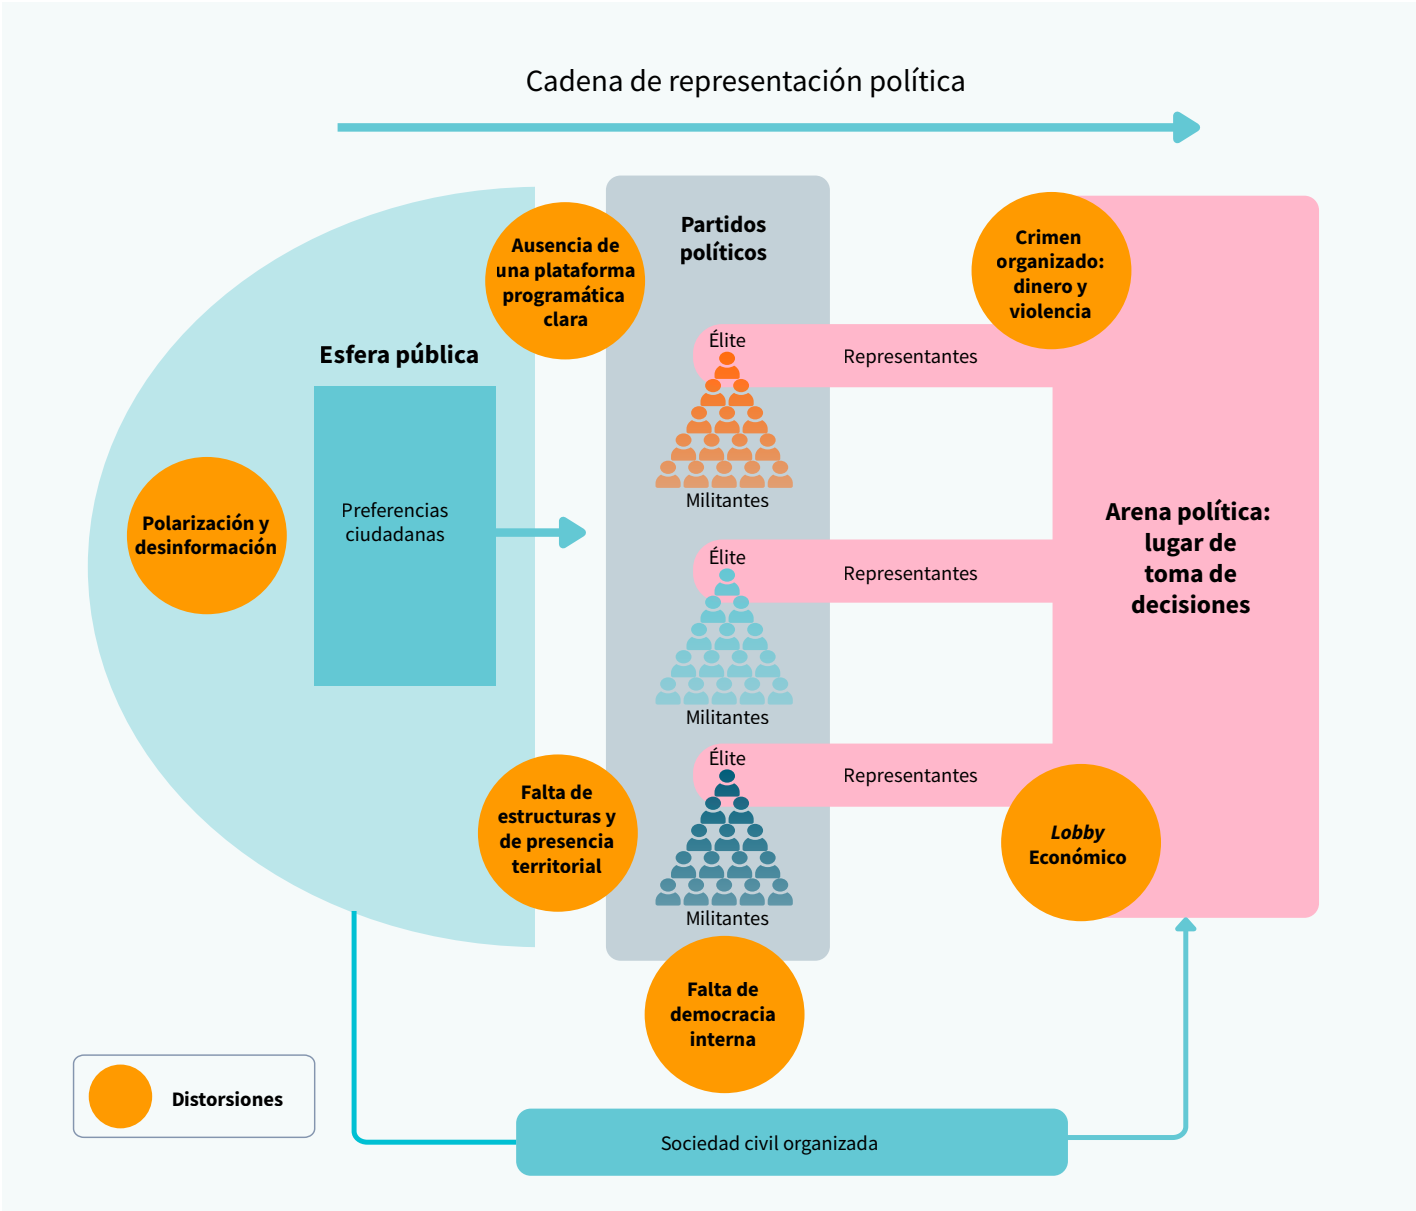 Cadena de representación política
Ausencia de
una plataforma
programática
clara
Partidos
políticos
Crimen
organizado:
dinero y
violencia
Esfera pública
Élite
Representantes
Militantes
Polarización y
desinformación
Preferencias
ciudadanas
Élite
Representantes
Militantes
Arena política:
lugar de
toma de
decisiones
Élite
Representantes
Militantes
Falta de
estructuras y
de presencia
territorial
Lobby
Económico
Falta de
democracia
interna
Distorsiones
Sociedad civil organizada